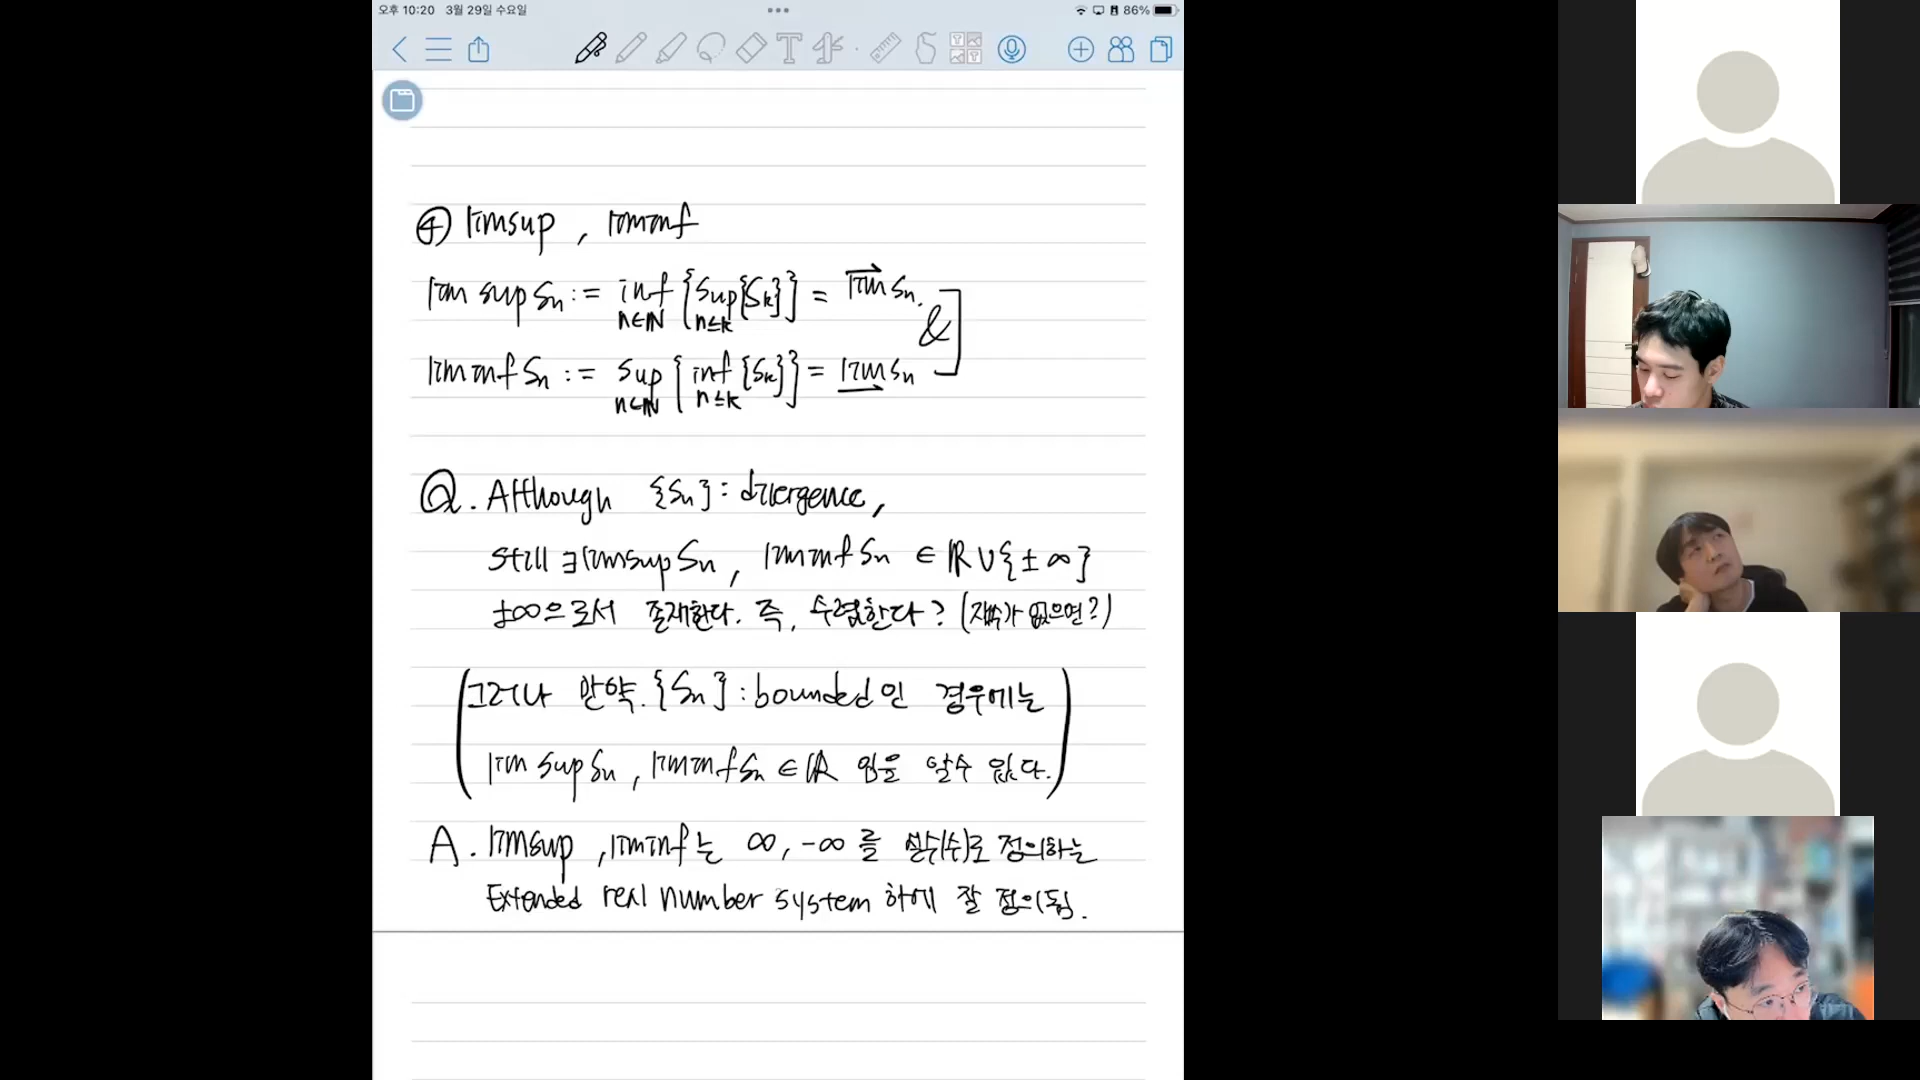 오후 10:20 3월 29일 수요일
86%
④ limsup, liminf
lim sup Sn := inf n∈ℕ { sup n≤k {Sk} } = lim Sn.
&
lim inf Sn := sup n∈ℕ { inf n≤k {Sk} } = lim Sn
Q. Although {Sn} : divergence,
still ∃ limsup Sn, liminf Sn ∈ ℝ ∪ {±∞}
±∞으로서 존재한다. 즉, 수렴한다? (제약가 없으면?)
(그러나 만약. {Sn} : bounded인 경우에는
lim sup Sn, liminf Sn ∈ ℝ 임을 알수 있다.)
A. limsup, liminf는 ∞, -∞를 실수(수)로 정의하는
Extended real number system 하에 잘 정의(됨).